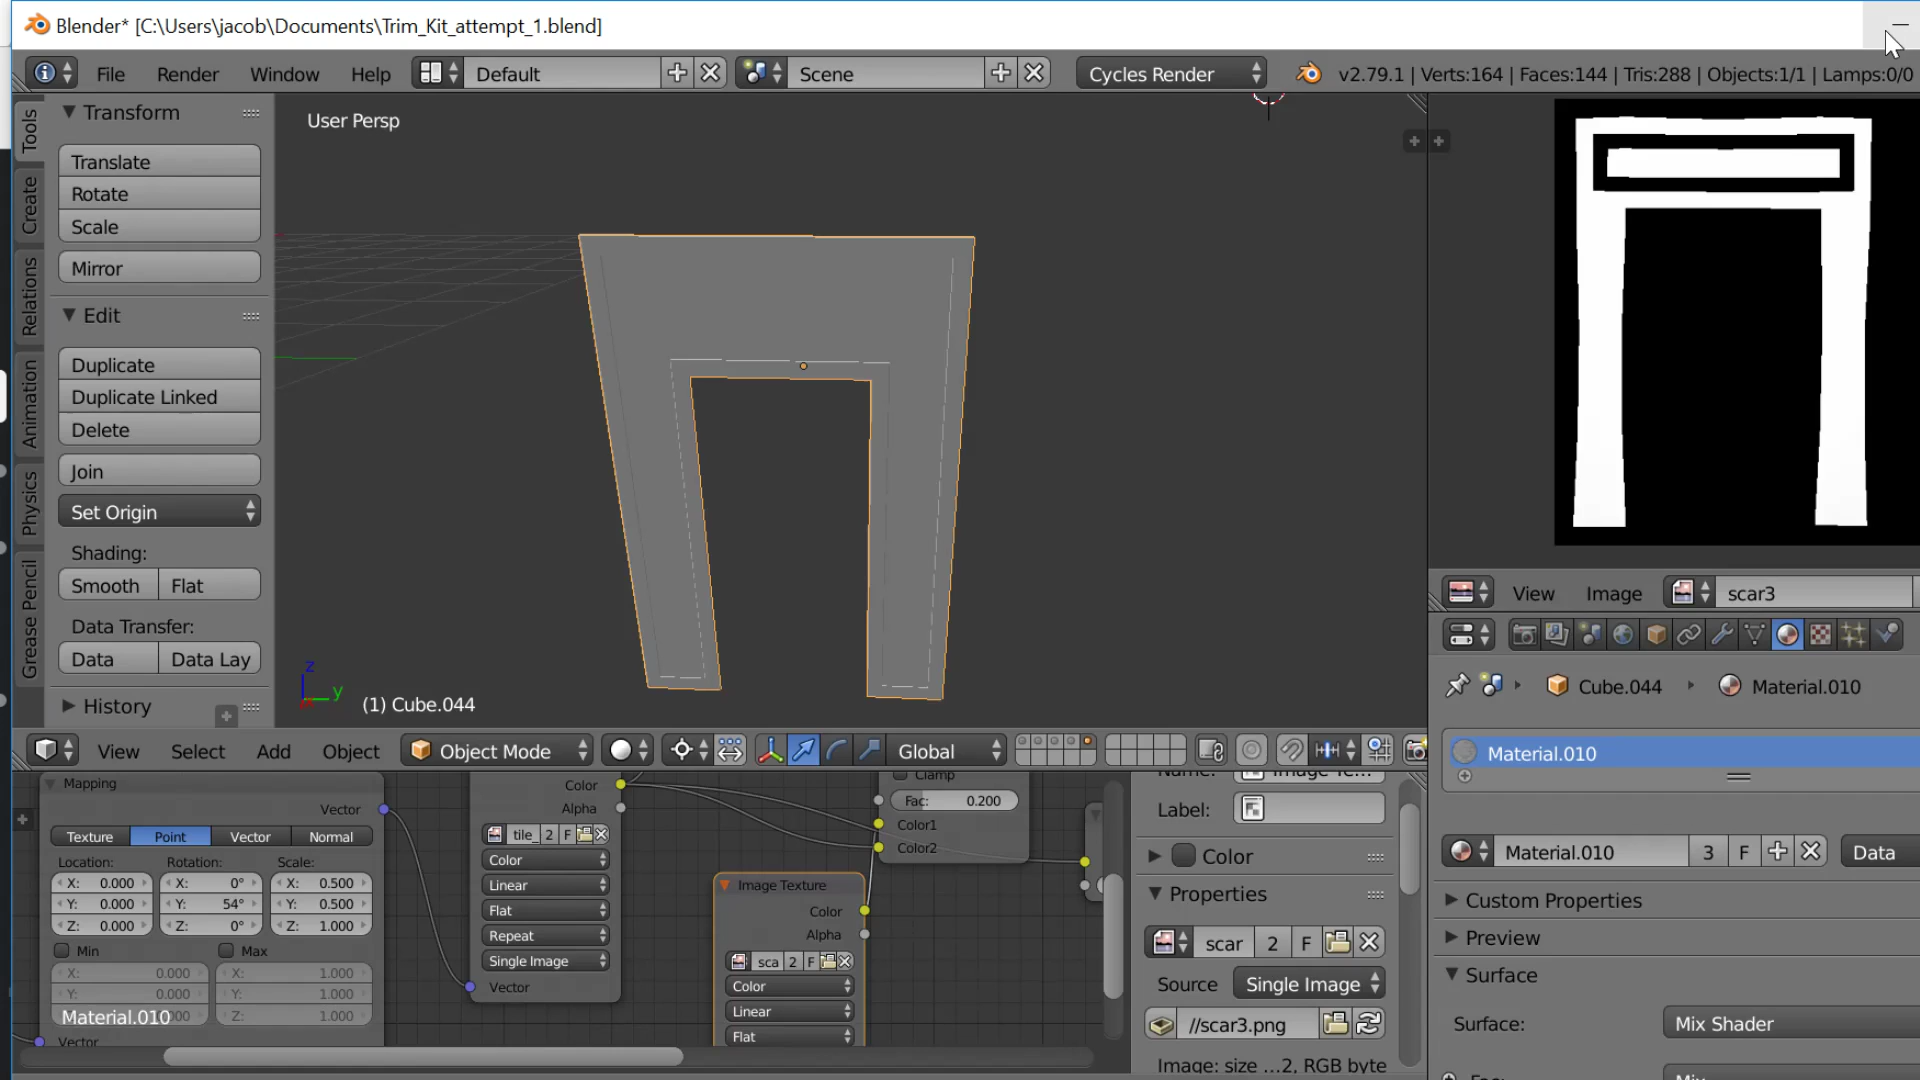 Blender* [C:\Users\jacob\Documents\Trim_Kit_attempt_1.blend]
File Render Window Help Default Scene Cycles Render v2.79.1 | Verts:164 | Faces:144 | Tris:288 | Objects:1/1 | Lamps:0/0
Tools
Create
Relations
Animation
Physics
Grease Pencil
Transform
Translate
Rotate
Scale
Mirror
Edit
Duplicate
Duplicate Linked
Delete
Join
Set Origin
Shading:
Smooth Flat
Data Transfer:
Data Data Lay
History
User Persp
z
y
(1) Cube.044
View Select Add Object Object Mode Global
Mapping
Vector
Texture Point Vector Normal
Location: Rotation: Scale:
X: 0.000 X: 0° X: 0.500
Y: 0.000 Y: 54° Y: 0.500
Z: 0.000 Z: 0° Z: 1.000
Min Max
X: 0.000 X: 1.000
Y: 0.000 Y: 1.000
Z: 1.000
Material.010
Vector
Color
Alpha
tile_ 2 F
Color
Linear
Flat
Repeat
Single Image
Vector
Image Texture
Color
Alpha
sca 2 F
Color
Linear
Flat
Clamp
Fac: 0.200
Color1
Color2
Label:
Color
Properties
scar 2 F
Source Single Image
//scar3.png
Image: size ...2, RGB byte
View Image scar3
Cube.044 Material.010
Material.010
Material.010 3 F Data
Custom Properties
Preview
Surface
Surface: Mix Shader